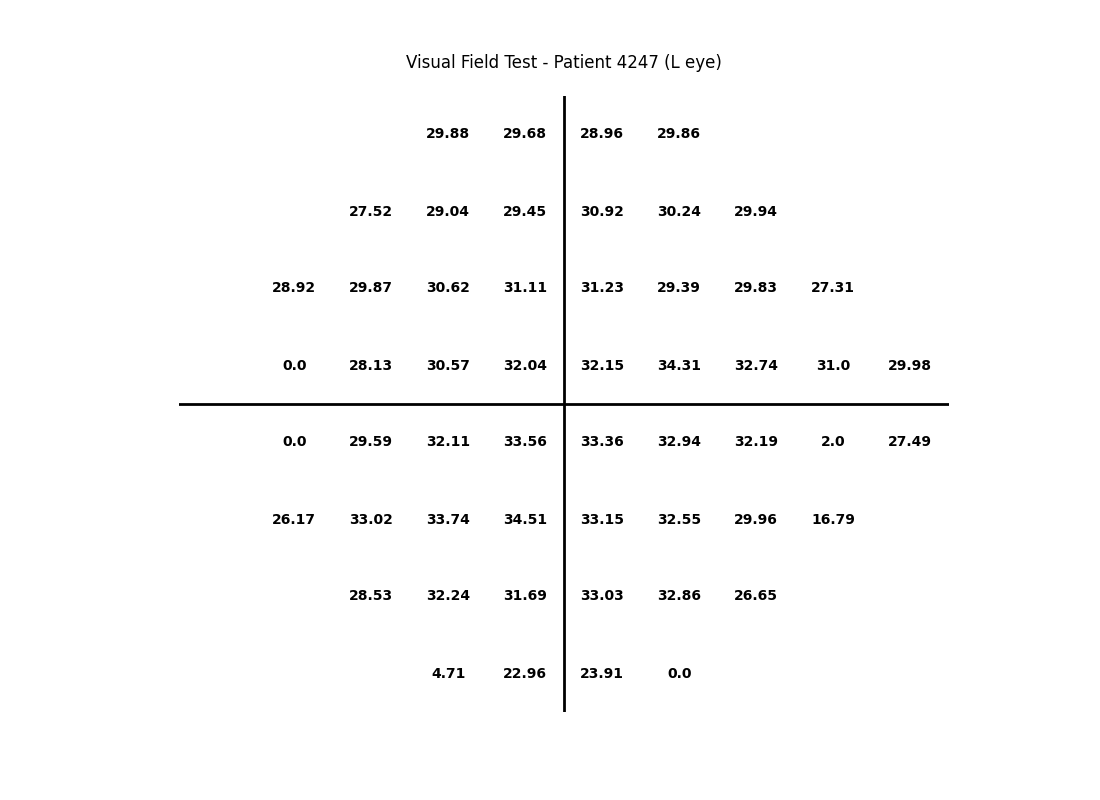 Visual Field Test - Patient 4247 (L eye)
29.88 29.68 28.96 29.86
27.52 29.04 29.45 30.92 30.24 29.94
28.92 29.87 30.62 31.11 31.23 29.39 29.83 27.31
0.0 28.13 30.57 32.04 32.15 34.31 32.74 31.0 29.98
0.0 29.59 32.11 33.56 33.36 32.94 32.19 2.0 27.49
26.17 33.02 33.74 34.51 33.15 32.55 29.96 16.79
28.53 32.24 31.69 33.03 32.86 26.65
4.71 22.96 23.91 0.0